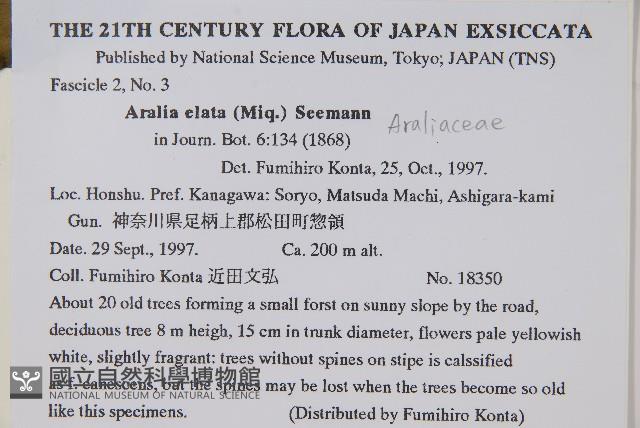 THE 21TH CENTURY FLORA OF JAPAN EXSICCATA
Published by National Science Museum, Tokyo; JAPAN (TNS)
Fascicle 2, No. 3
Aralia elata (Miq.) Seemann
Araliaceae
in Journ. Bot. 6:134 (1868)
Det. Fumihiro Konta, 25, Oct., 1997.
Loc. Honshu. Pref. Kanagawa: Soryo, Matsuda Machi, Ashigara-kami
Gun. 神奈川県足柄上郡松田町惣領
Date. 29 Sept., 1997. Ca. 200 m alt.
Coll. Fumihiro Konta 近田文弘 No. 18350
About 20 old trees forming a small forst on sunny slope by the road,
deciduous tree 8 m heigh, 15 cm in trunk diameter, flowers pale yellowish
white, slightly fragrant: trees without spines on stipe is calssified
as f. canescens, but the spines may be lost when the trees become so old
like this specimens. (Distributed by Fumihiro Konta)
國立自然科學博物館
NATIONAL MUSEUM OF NATURAL SCIENCE